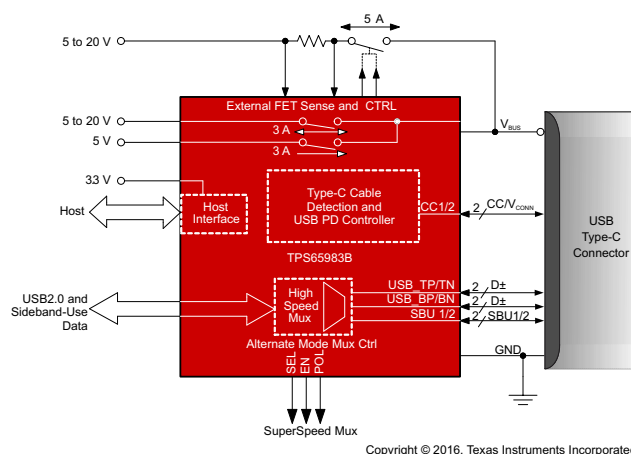 5 A
5 to 20 V
External FET Sense and CTRL
5 to 20 V
3 A
5 V
3 A
VBUS
33 V
Host
Host
Interface
Type-C Cable
Detection and
USB PD Controller
CC1/2
2
CC/VCONN
USB
Type-C
Connector
TPS65983B
USB2.0 and
Sideband-Use
Data
High
Speed
Mux
USB_TP/TN
2
D±
USB_BP/BN
2
D±
SBU 1/2
2
SBU1/2
Alternate Mode Mux Ctrl
GND
SEL
EN
POL
SuperSpeed Mux
Copyright © 2016, Texas Instruments Incorporated